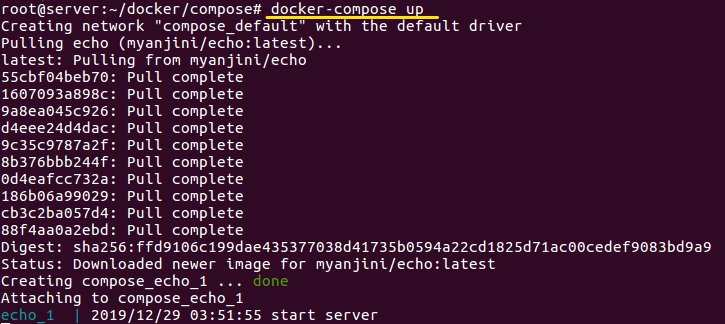 root@server:~/docker/compose# docker-compose up
Creating network "compose_default" with the default driver
Pulling echo (myanjini/echo:latest)...
latest: Pulling from myanjini/echo
55cbf04beb70: Pull complete
1607093a898c: Pull complete
9a8ea045c926: Pull complete
d4eee24d4dac: Pull complete
9c35c9787a2f: Pull complete
8b376bbb244f: Pull complete
0d4eafcc732a: Pull complete
186b06a99029: Pull complete
cb3c2ba057d4: Pull complete
88f4aa0a2ebd: Pull complete
Digest: sha256:ffd9106c199dae435377038d41735b0594a22cd1825d71ac00cedef9083bd9a9
Status: Downloaded newer image for myanjini/echo:latest
Creating compose_echo_1 ... done
Attaching to compose_echo_1
echo_1  | 2019/12/29 03:51:55 start server